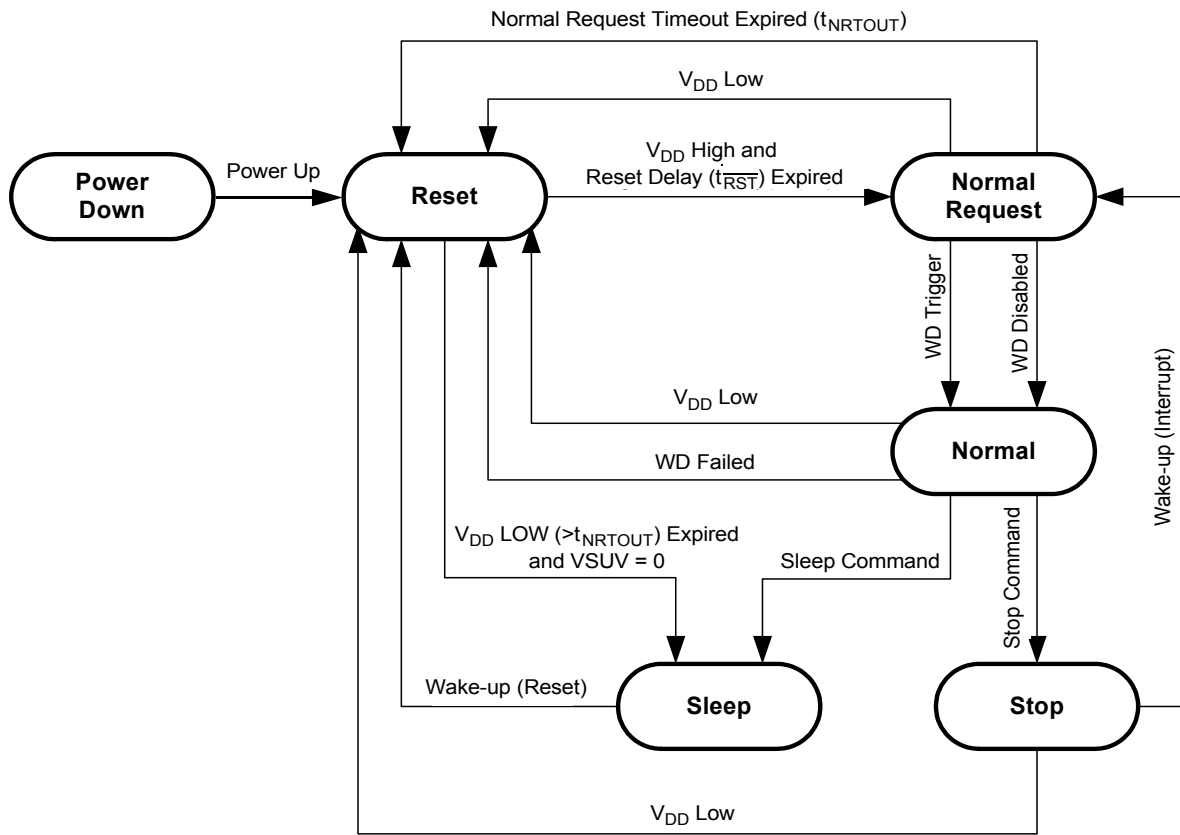 Normal Request Timeout Expired (tNRTOUT)
VDD Low
Power
Down
Power Up
Reset
VDD High and
Reset Delay (tRST) Expired
Normal
Request
WD Trigger
WD Disabled
Wake-up (Interrupt)
VDD Low
Normal
WD Failed
VDD LOW (>tNRTOUT) Expired
and VSUV = 0
Sleep Command
Stop Command
Wake-up (Reset)
Sleep
Stop
VDD Low